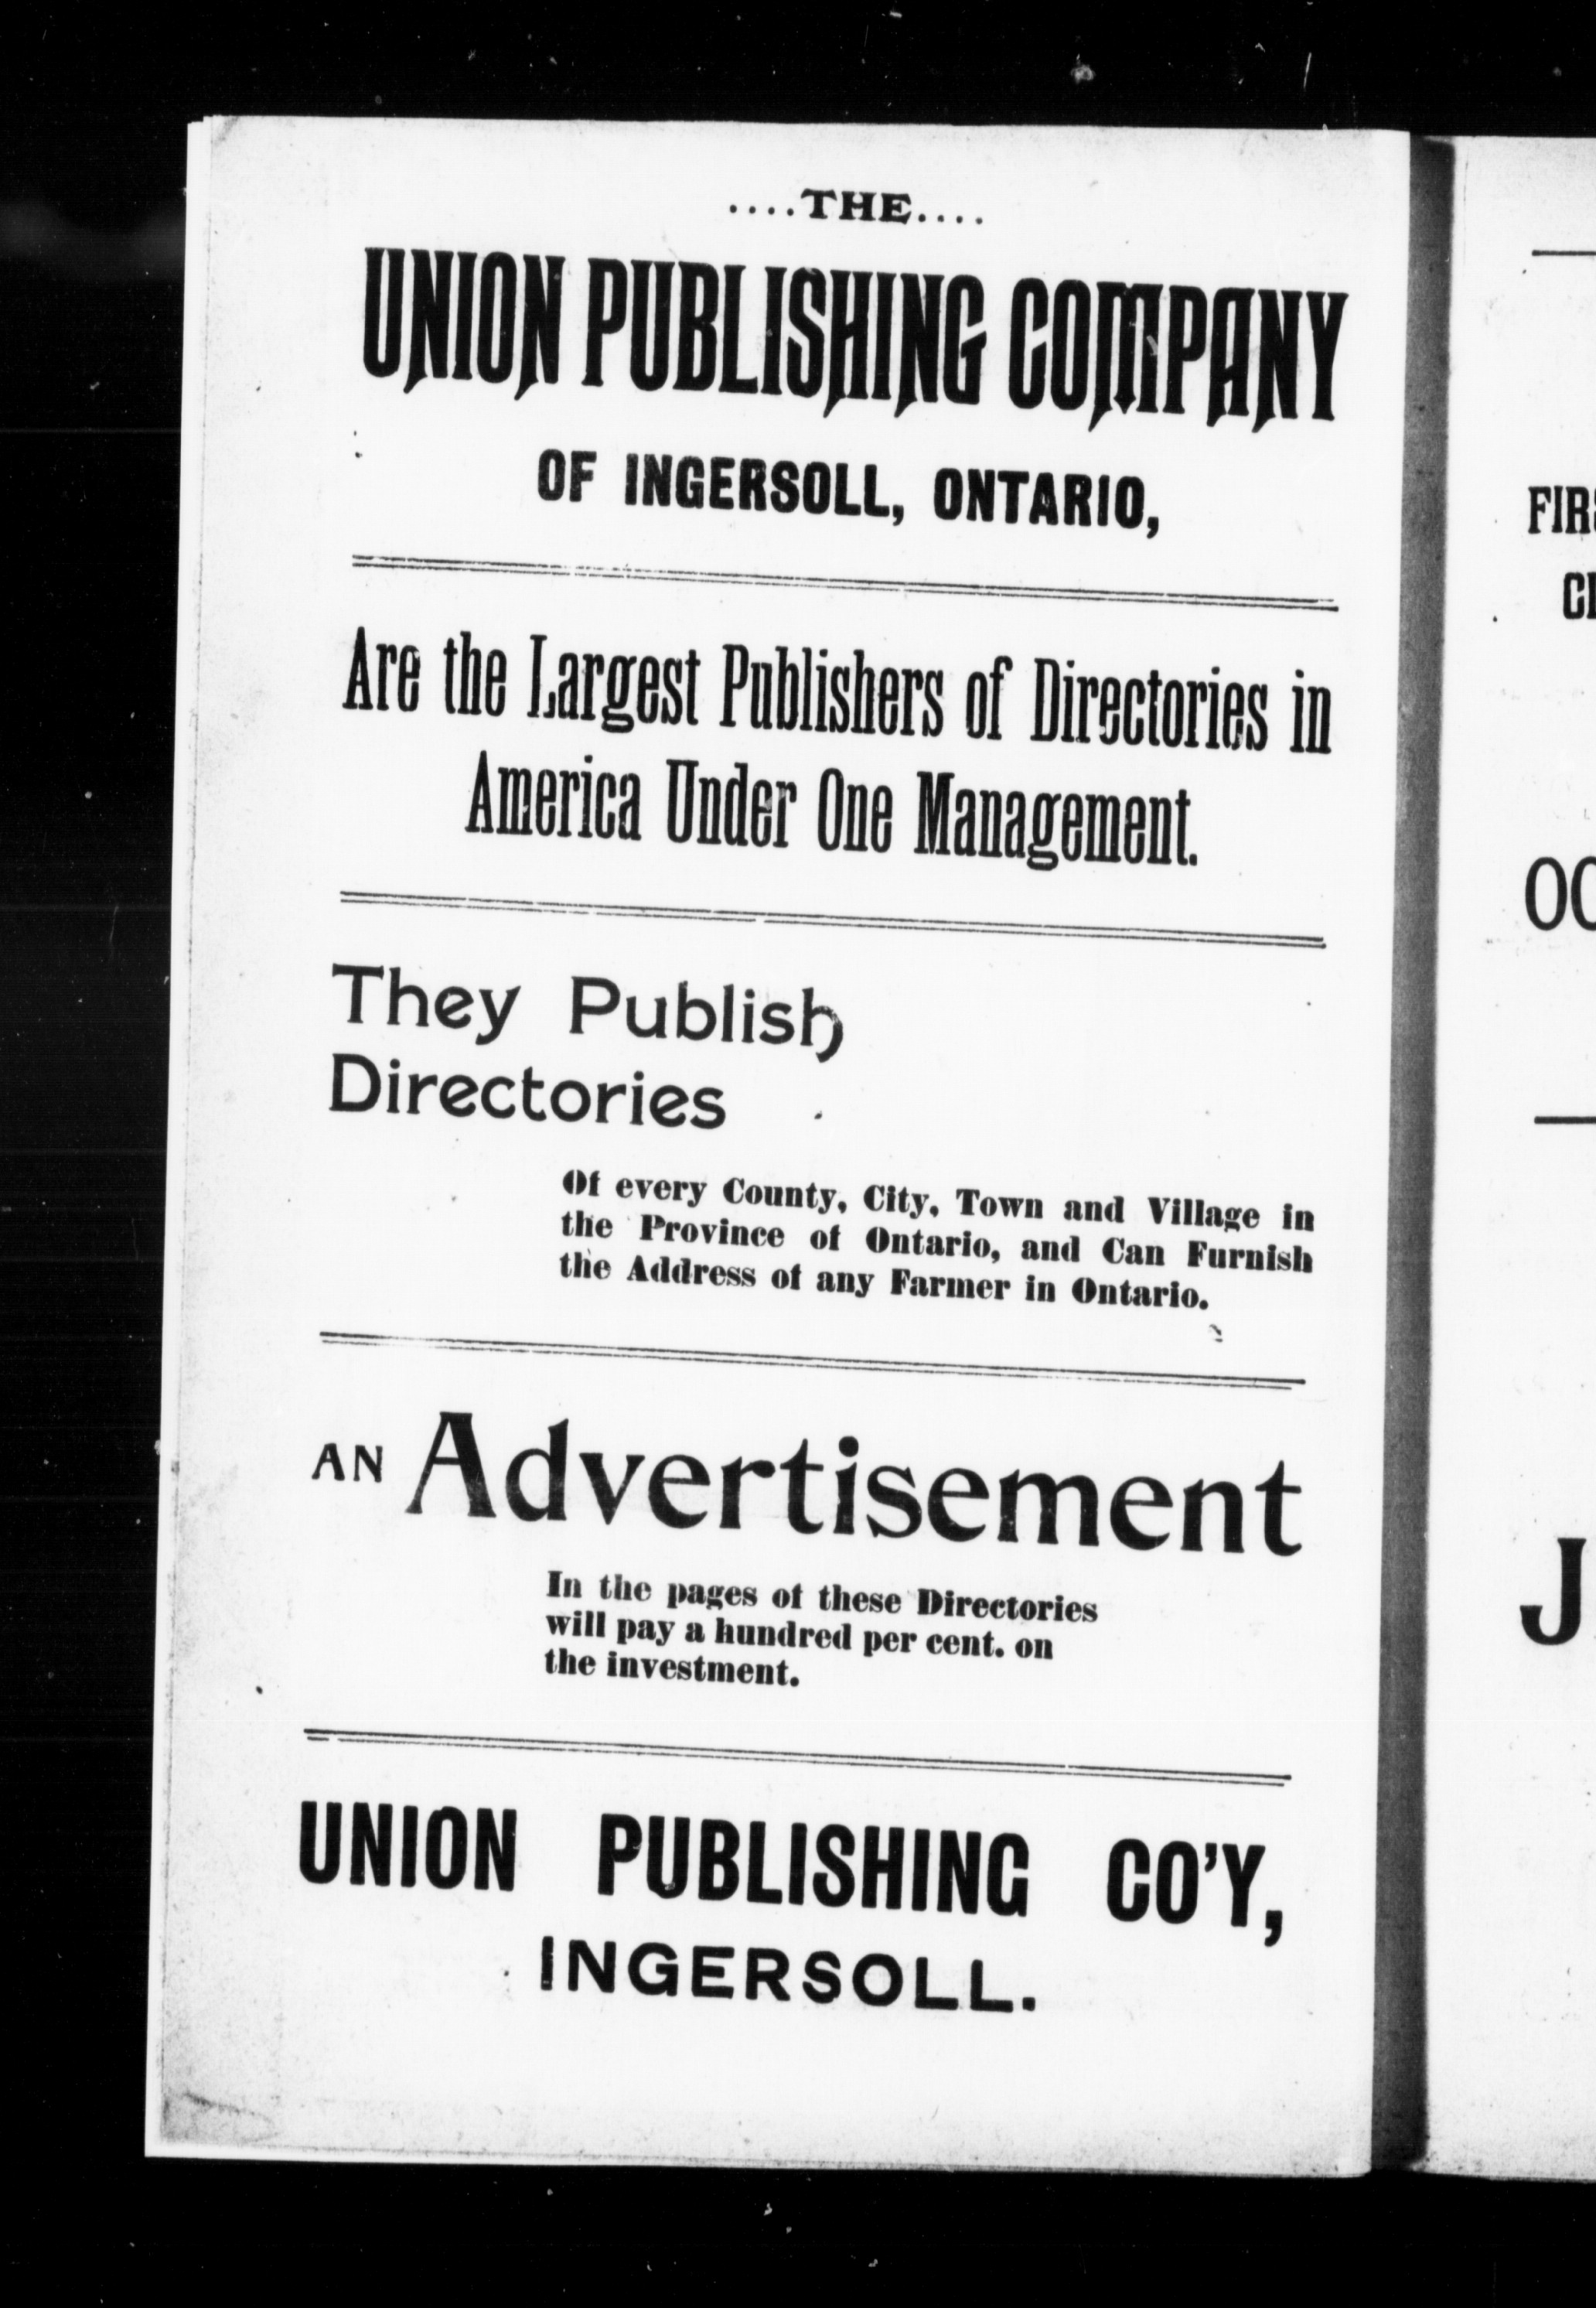 ....THE....
UNION PUBLISHING COMPANY
OF INGERSOLL, ONTARIO,
Are the Largest Publishers of Directories in
America Under One Management.
They Publish
Directories
Of every County, City, Town and Village in
the Province of Ontario, and Can Furnish
the Address of any Farmer in Ontario.
AN Advertisement
In the pages of these Directories
will pay a hundred per cent. on
the investment.
UNION PUBLISHING CO'Y,
INGERSOLL.